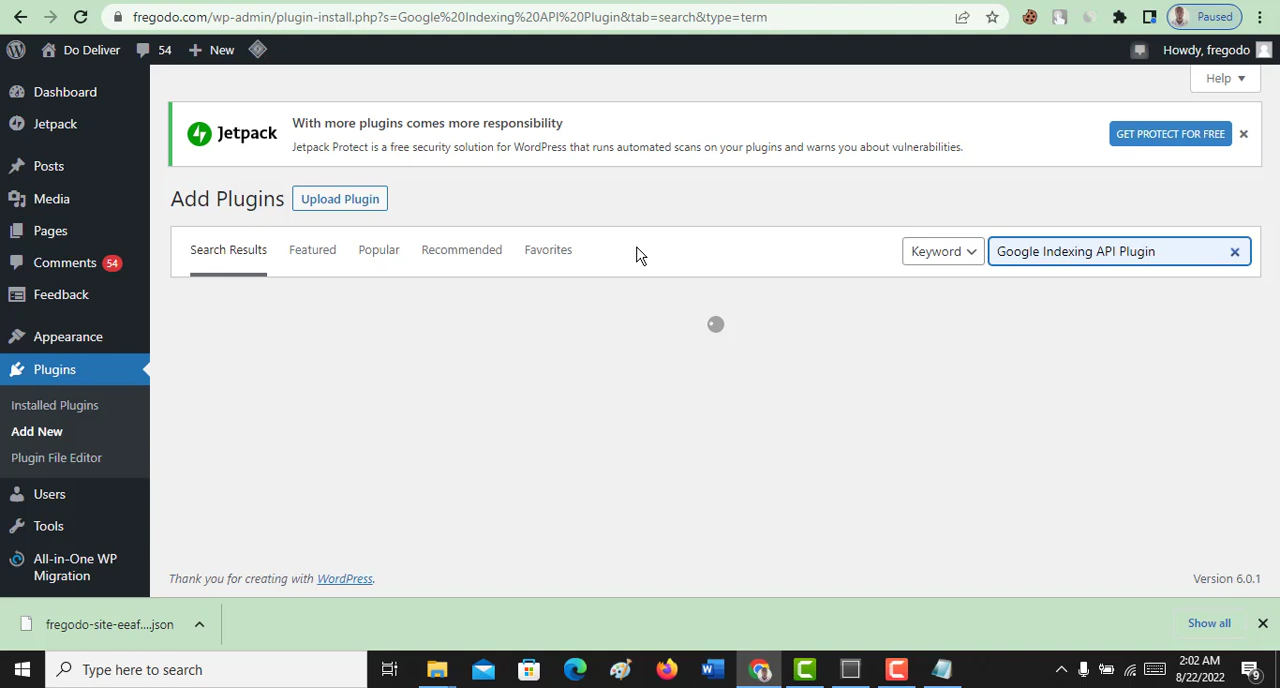 fregodo.com/wp-admin/plugin-install.php?s=Google%20Indexing%20API%20Plugin&tab=search&type=term
Paused
Do Deliver
54
New
Howdy, fregodo
Help
Dashboard
Jetpack
Posts
Media
Pages
Comments 54
Feedback
Appearance
Plugins
Installed Plugins
Add New
Plugin File Editor
Users
Tools
All-in-One WP
Migration
Jetpack
With more plugins comes more responsibility
Jetpack Protect is a free security solution for WordPress that runs automated scans on your plugins and warns you about vulnerabilities.
GET PROTECT FOR FREE
Add Plugins
Upload Plugin
Search Results
Featured
Popular
Recommended
Favorites
Keyword
Google Indexing API Plugin
Thank you for creating with WordPress.
Version 6.0.1
fregodo-site-eeaf....json
Show all
Type here to search
2:02 AM
8/22/2022
9